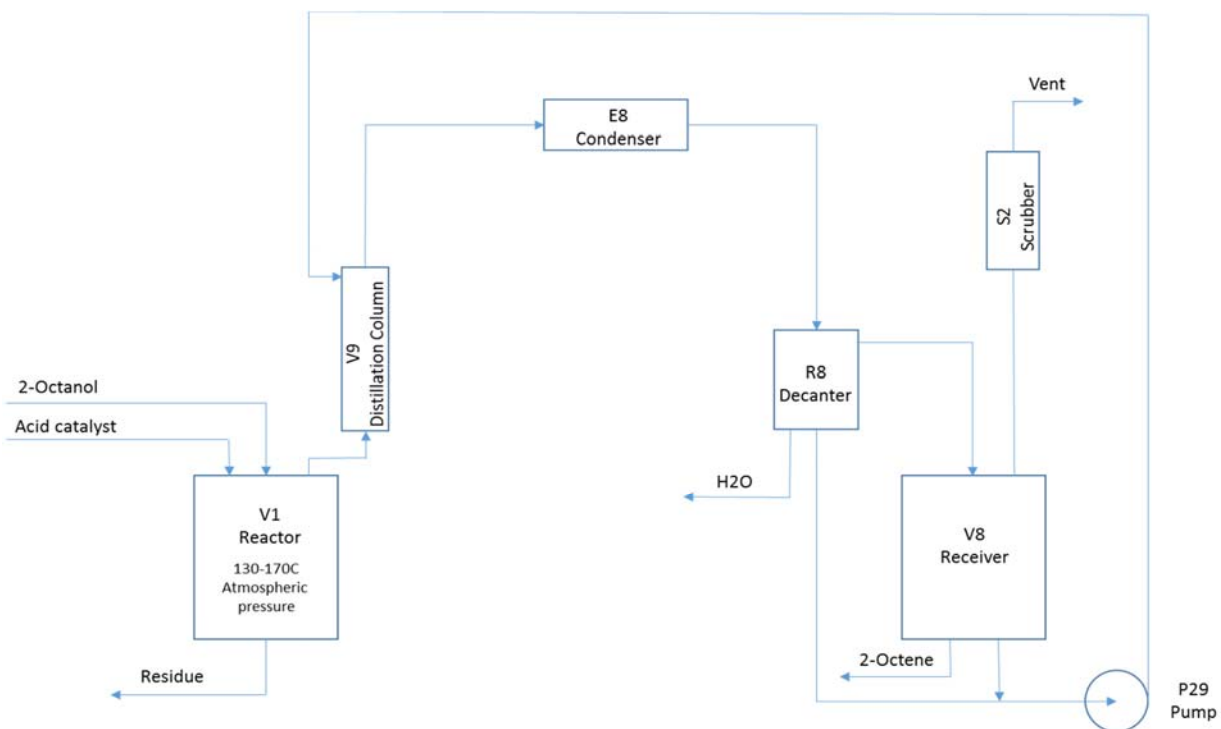 Vent
E8
Condenser
S2
Scrubber
V9
Distillation Column
R8
Decanter
2-Octanol
Acid catalyst
H2O
V1
Reactor
130-170C
Atmospheric
pressure
V8
Receiver
2-Octene
Residue
P29
Pump